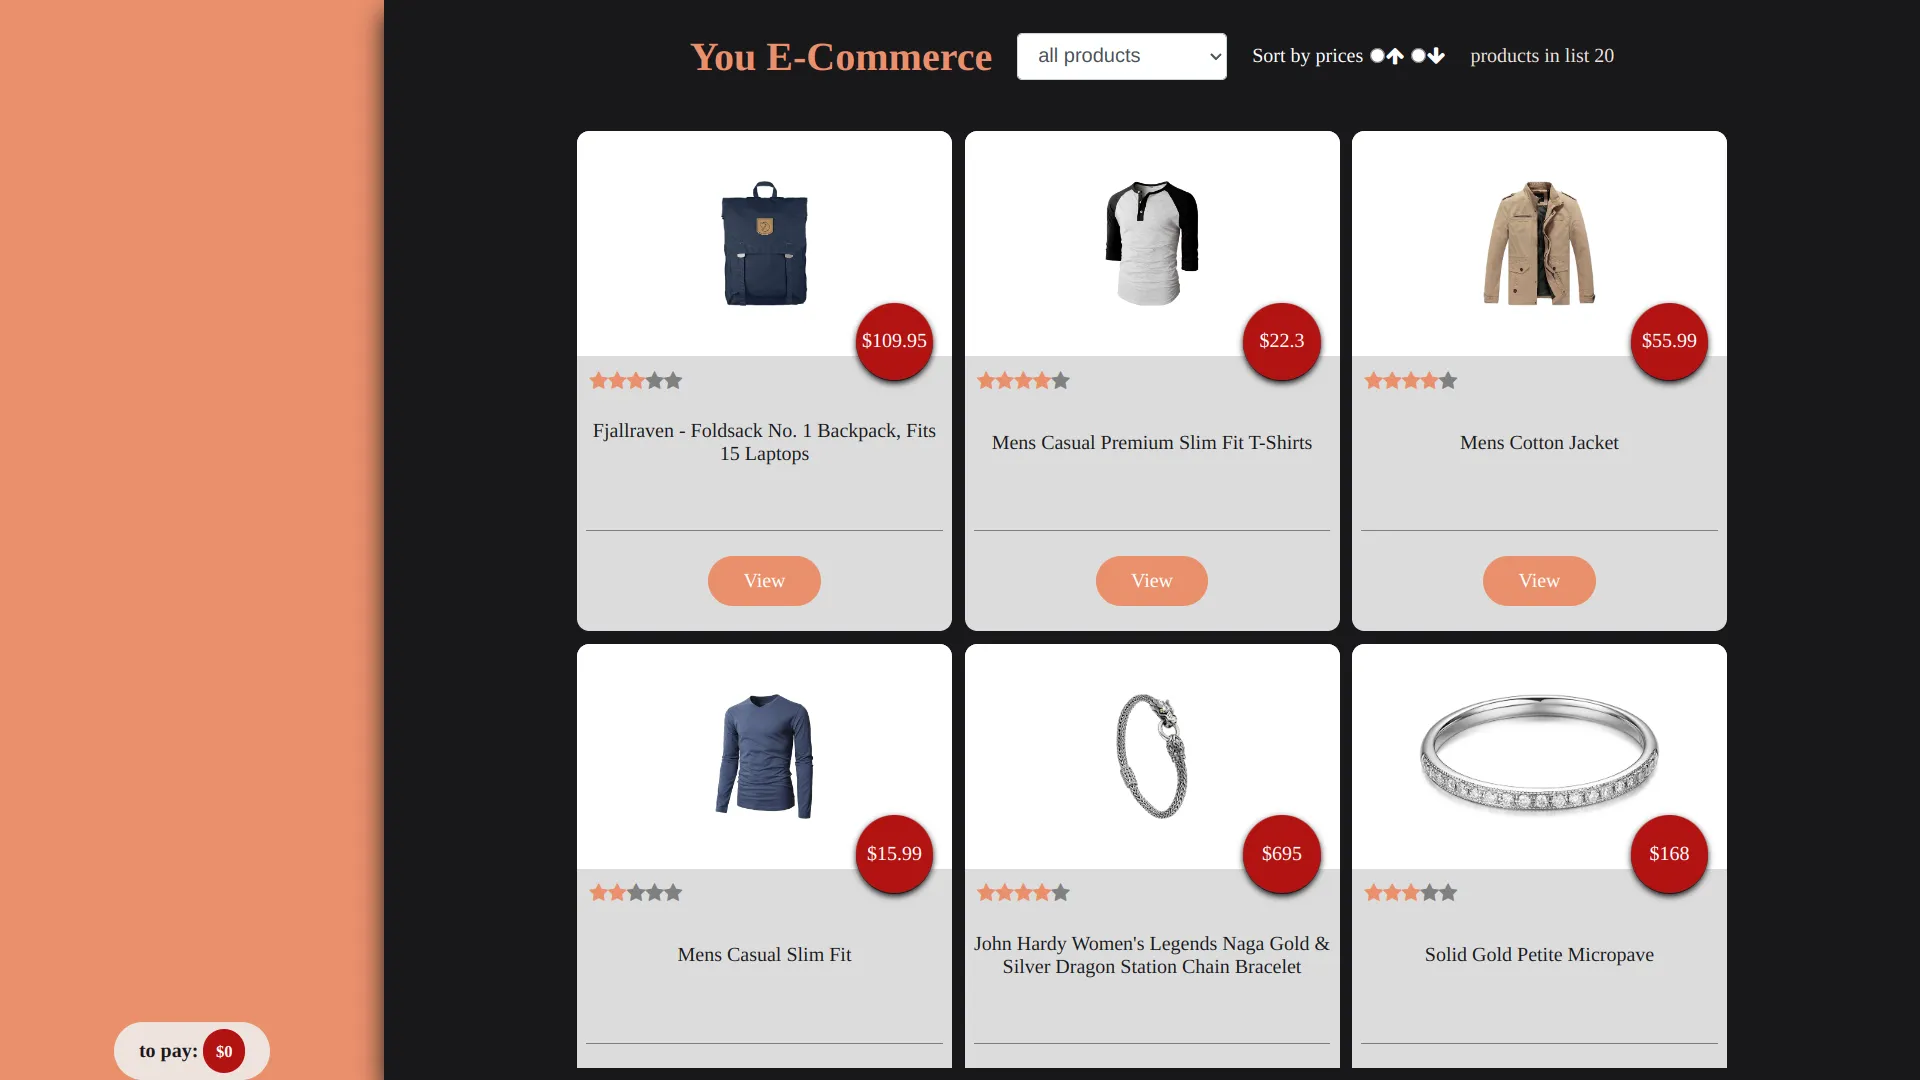 You E-Commerce
all products
Sort by prices
products in list 20
$109.95
Fjallraven - Foldsack No. 1 Backpack, Fits
15 Laptops
View
$22.3
Mens Casual Premium Slim Fit T-Shirts
View
$55.99
Mens Cotton Jacket
View
$15.99
Mens Casual Slim Fit
$695
John Hardy Women's Legends Naga Gold &
Silver Dragon Station Chain Bracelet
$168
Solid Gold Petite Micropave
to pay: $0